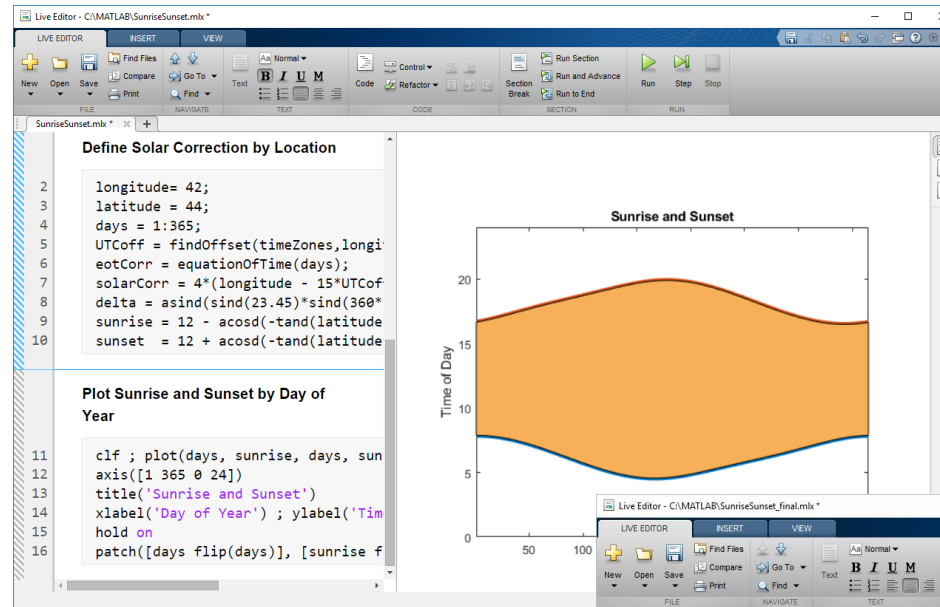 Live Editor - C:\MATLAB\SunriseSunset.mlx *
LIVE EDITOR INSERT VIEW
New Open Save Find Files Compare Print
Go To Find
Text Aa Normal B I U M
Code Control Refactor
Section Break Run Section Run and Advance Run to End
Run Step Stop
FILE NAVIGATE TEXT CODE SECTION RUN
SunriseSunset.mlx * × +
Define Solar Correction by Location
2 longitude= 42;
3 latitude = 44;
4 days = 1:365;
5 UTCoff = findOffset(timeZones,longi
6 eotCorr = equationOfTime(days);
7 solarCorr = 4*(longitude - 15*UTCof
8 delta = asind(sind(23.45)*sind(360*
9 sunrise = 12 - acosd(-tand(latitude
10 sunset  = 12 + acosd(-tand(latitude
Plot Sunrise and Sunset by Day of
Year
11 clf ; plot(days, sunrise, days, sun
12 axis([1 365 0 24])
13 title('Sunrise and Sunset')
14 xlabel('Day of Year') ; ylabel('Tim
15 hold on
16 patch([days flip(days)], [sunrise f
Sunrise and Sunset
Time of Day
20
15
10
5
0
50 100
Live Editor - C:\MATLAB\SunriseSunset_final.mlx *
LIVE EDITOR INSERT VIEW
New Open Save Find Files Compare Print
Go To Find
Text Aa Normal B I U M
FILE NAVIGATE TEXT